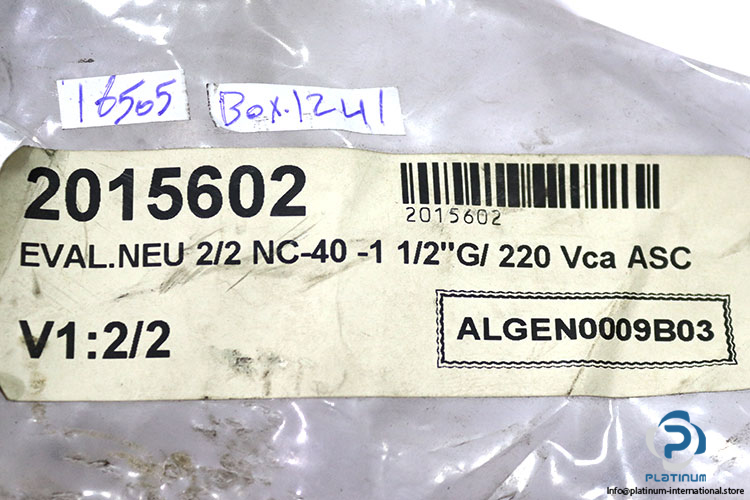 16505
Box.1241
2015602
2015602
EVAL.NEU 2/2 NC-40 -1 1/2"G/ 220 Vca ASC
V1:2/2
ALGEN0009B03
PLATINUM
Info@platinum-international.store